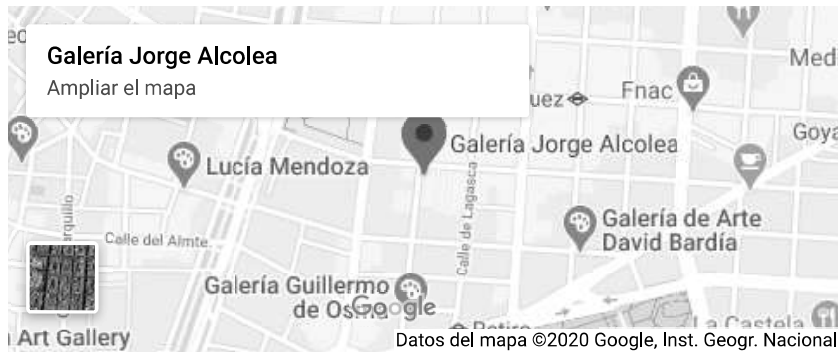 Galería Jorge Alcolea
Ampliar el mapa
Med
uez
Fnac
Goya
Galería Jorge Alcolea
Lucía Mendoza
Calle de Lagasca
Galería de Arte
David Bardía
Calle del Almte.
Galería Guillermo
de Osma
Google
Retiro
La Castela
Art Gallery
Datos del mapa ©2020 Google, Inst. Geogr. Nacional